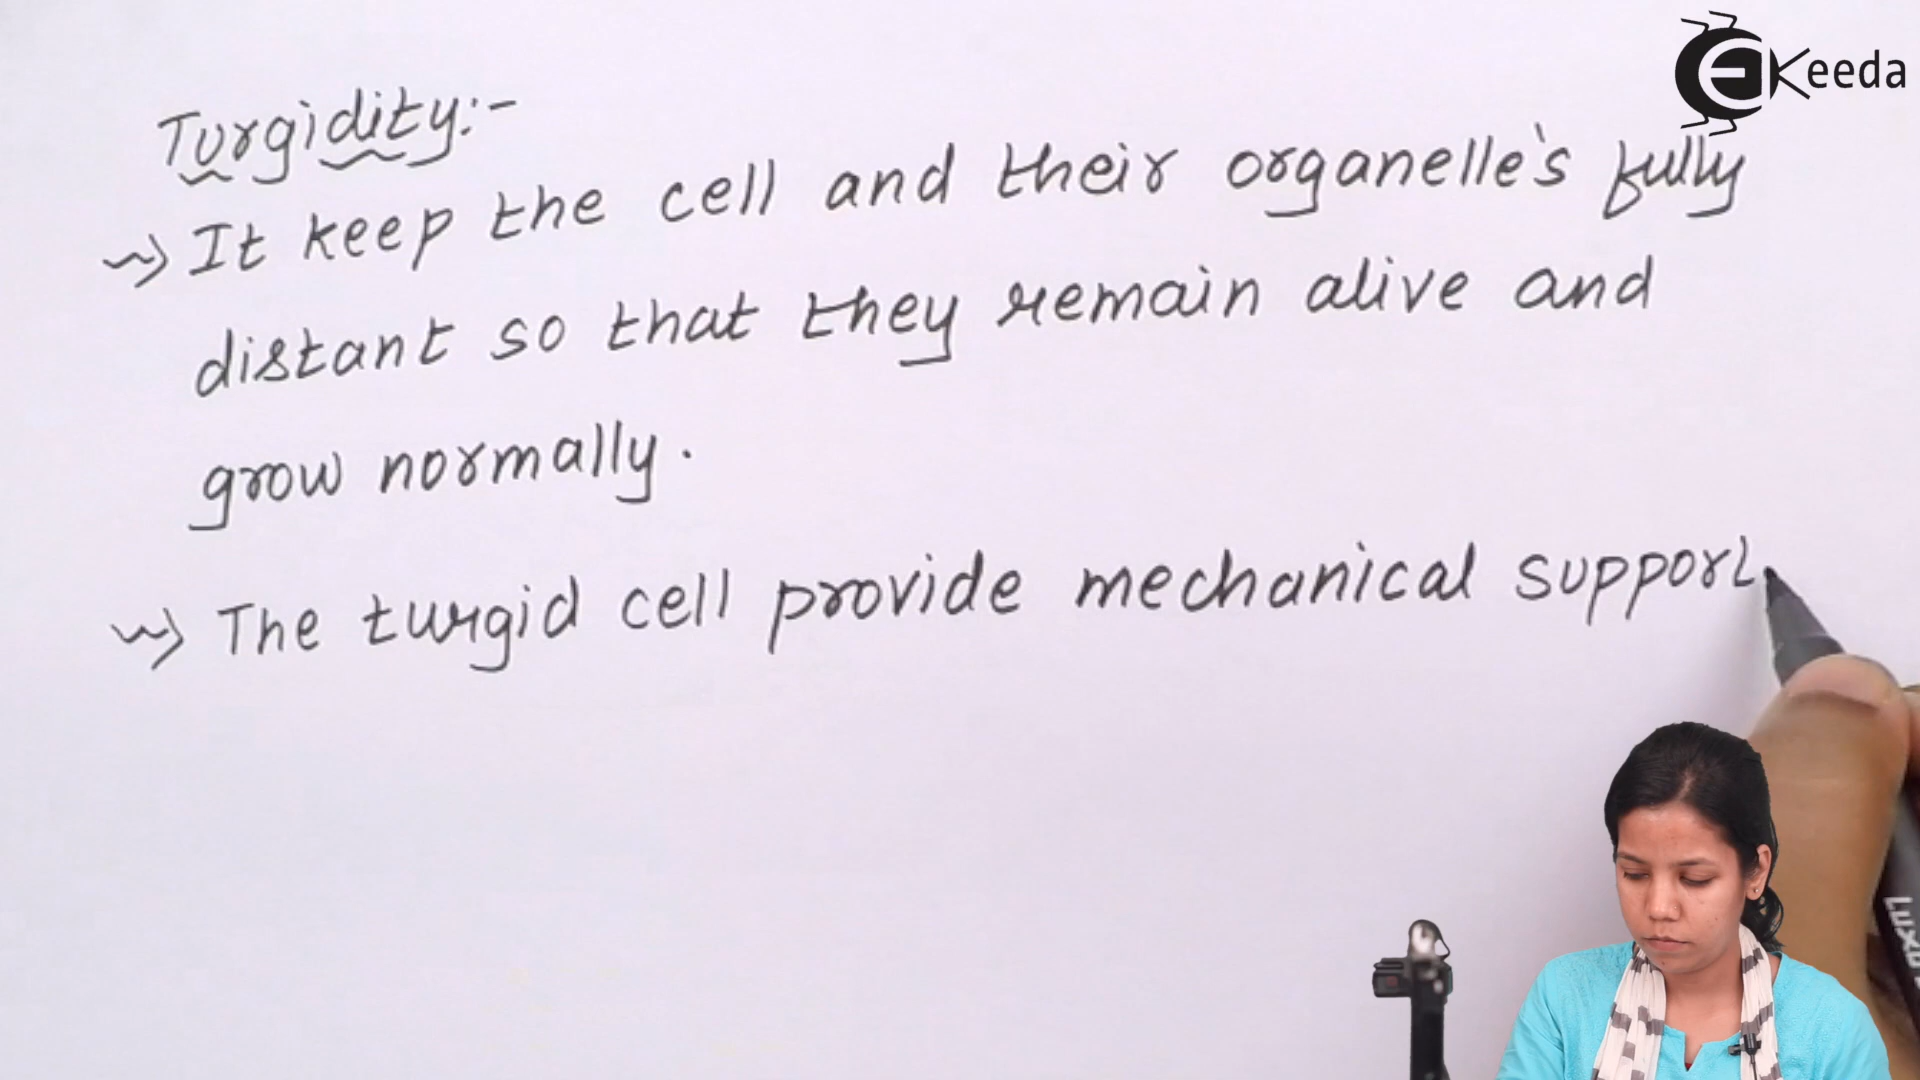 EKeeda
Turgidity:-
⇝ It keep the cell and their organelle's fully
distant so that they remain alive and
grow normally.
⇝ The turgid cell provide mechanical support